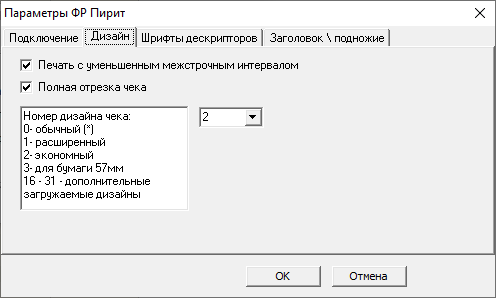 Параметры ФР Пирит
Подключение Дизайн Шрифты дескрипторов Заголовок \ подножие
Печать с уменьшенным межстрочным интервалом
Полная отрезка чека
Номер дизайна чека:
0- обычный (*)
1- расширенный
2- экономный
3- для бумаги 57мм
16 - 31 - дополнительные
загружаемые дизайны
2
OK Отмена